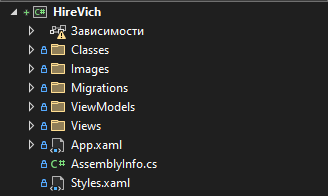 C# HireVich
Зависимости
Classes
Images
Migrations
ViewModels
Views
App.xaml
C# AssemblyInfo.cs
Styles.xaml